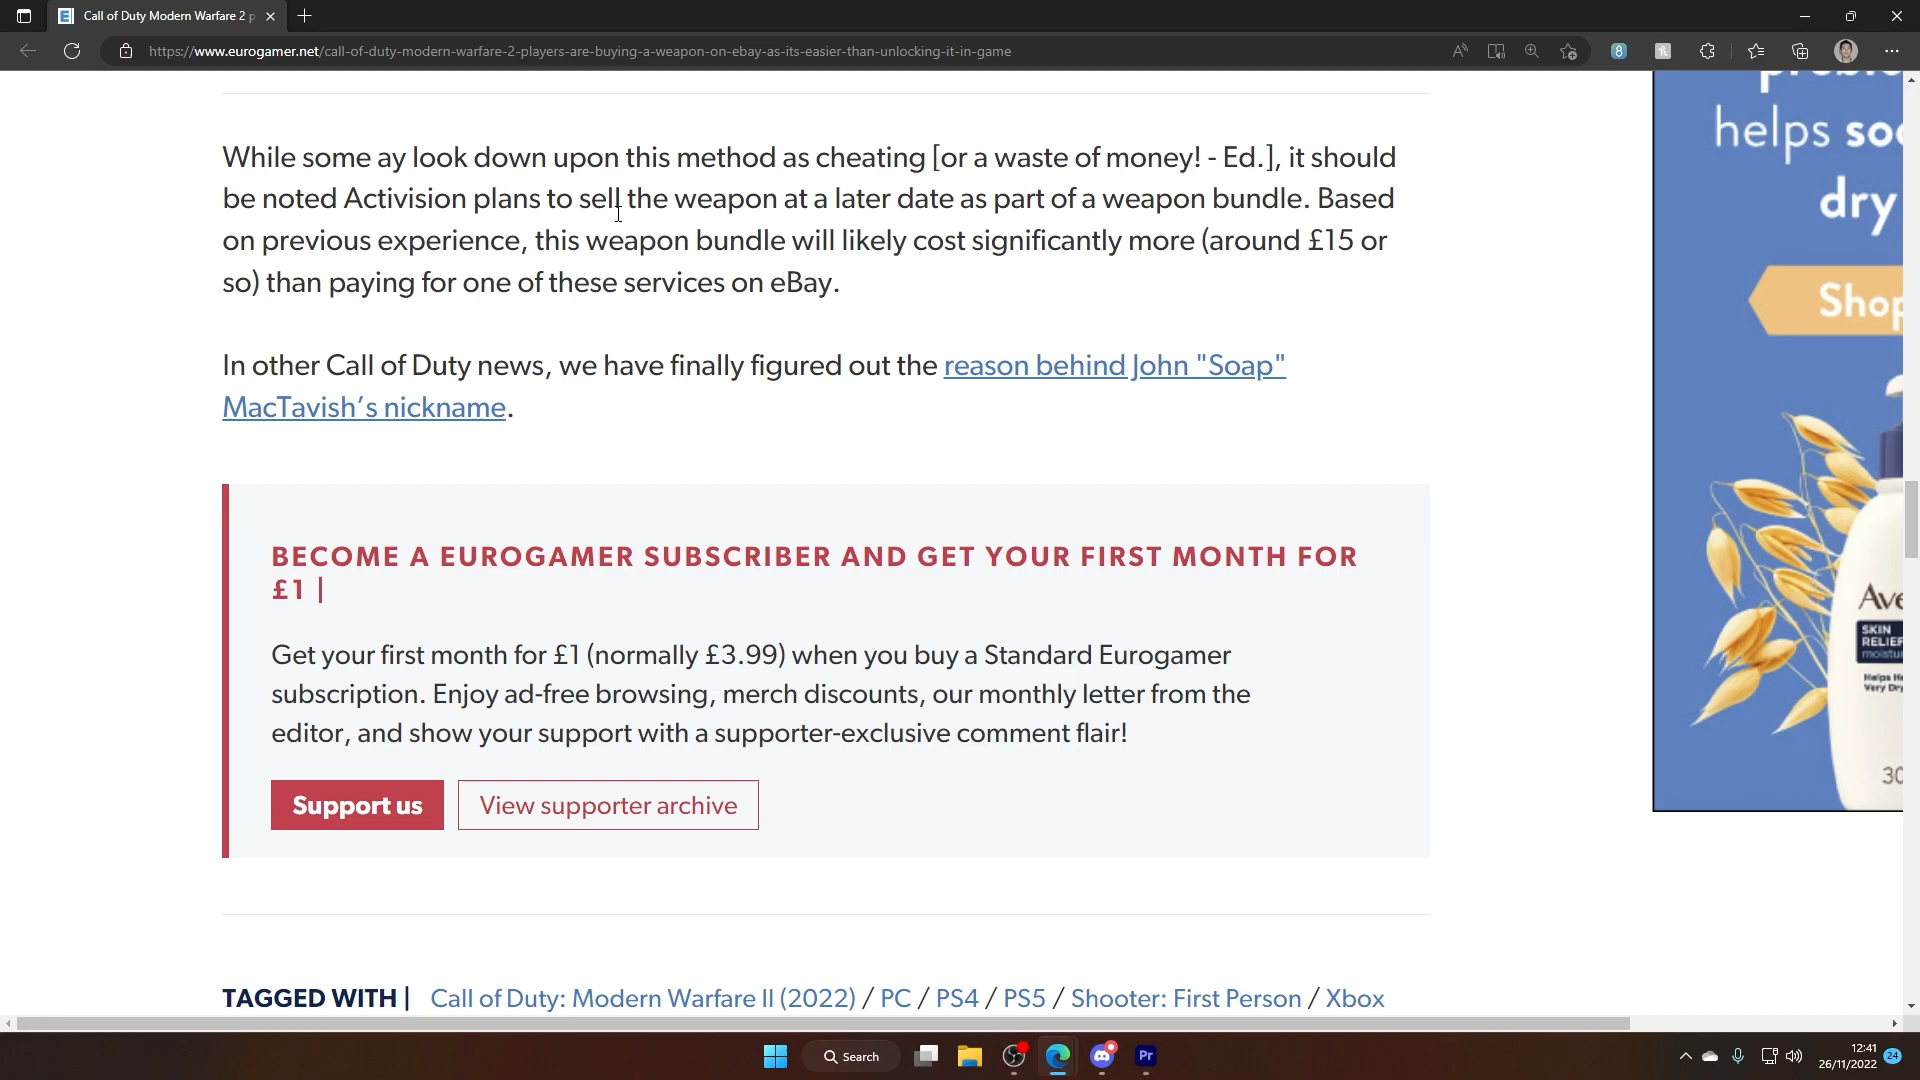 Call of Duty Modern Warfare 2 p
https://www.eurogamer.net/call-of-duty-modern-warfare-2-players-are-buying-a-weapon-on-ebay-as-its-easier-than-unlocking-it-in-game
While some ay look down upon this method as cheating [or a waste of money! - Ed.], it should
be noted Activision plans to sell the weapon at a later date as part of a weapon bundle. Based
on previous experience, this weapon bundle will likely cost significantly more (around £15 or
so) than paying for one of these services on eBay.
In other Call of Duty news, we have finally figured out the reason behind John "Soap"
MacTavish's nickname.
BECOME A EUROGAMER SUBSCRIBER AND GET YOUR FIRST MONTH FOR
£1 |
Get your first month for £1 (normally £3.99) when you buy a Standard Eurogamer
subscription. Enjoy ad-free browsing, merch discounts, our monthly letter from the
editor, and show your support with a supporter-exclusive comment flair!
Support us
View supporter archive
TAGGED WITH | Call of Duty: Modern Warfare II (2022) / PC / PS4 / PS5 / Shooter: First Person / Xbox
helps soo
dry
Shop
Ave
SKIN
RELIEF
moistu
Helps He
Very Dry
30
Search
Pr
12:41
26/11/2022
24